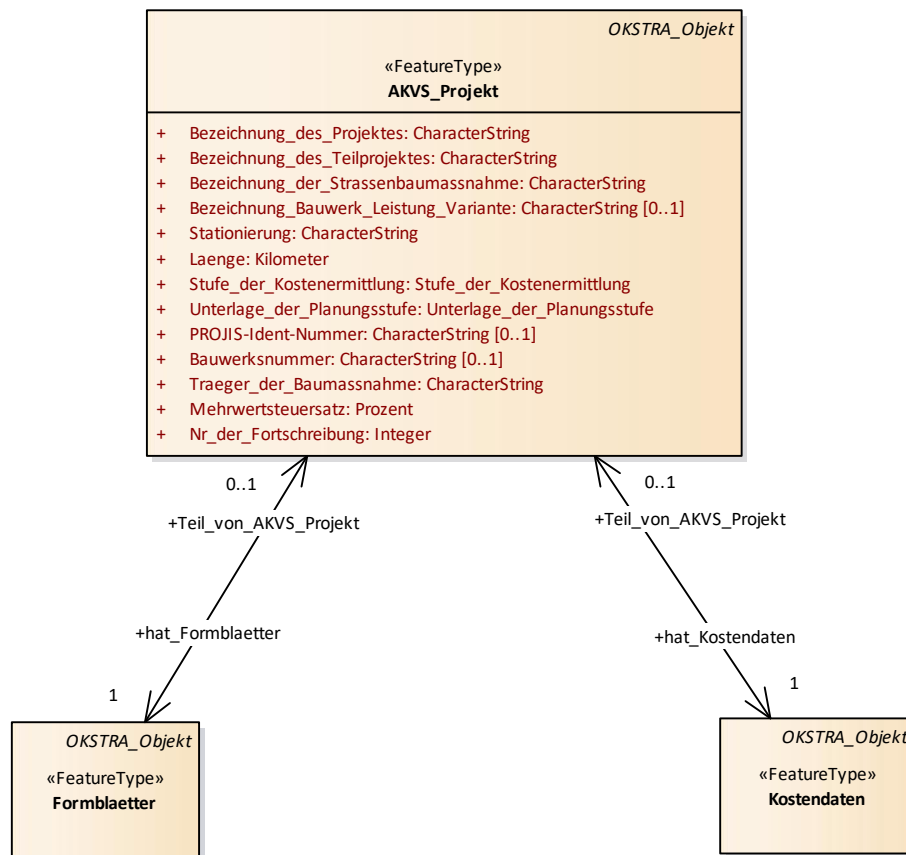 OKSTRA_Objekt
«FeatureType»
AKVS_Projekt
+ Bezeichnung_des_Projektes: CharacterString
+ Bezeichnung_des_Teilprojektes: CharacterString
+ Bezeichnung_der_Strassenbaumassnahme: CharacterString
+ Bezeichnung_Bauwerk_Leistung_Variante: CharacterString [0..1]
+ Stationierung: CharacterString
+ Laenge: Kilometer
+ Stufe_der_Kostenermittlung: Stufe_der_Kostenermittlung
+ Unterlage_der_Planungsstufe: Unterlage_der_Planungsstufe
+ PROJIS-Ident-Nummer: CharacterString [0..1]
+ Bauwerksnummer: CharacterString [0..1]
+ Traeger_der_Baumassnahme: CharacterString
+ Mehrwertsteuersatz: Prozent
+ Nr_der_Fortschreibung: Integer
0..1 0..1
+Teil_von_AKVS_Projekt +Teil_von_AKVS_Projekt
+hat_Formblaetter +hat_Kostendaten
1 1
OKSTRA_Objekt OKSTRA_Objekt
«FeatureType» «FeatureType»
Formblaetter Kostendaten